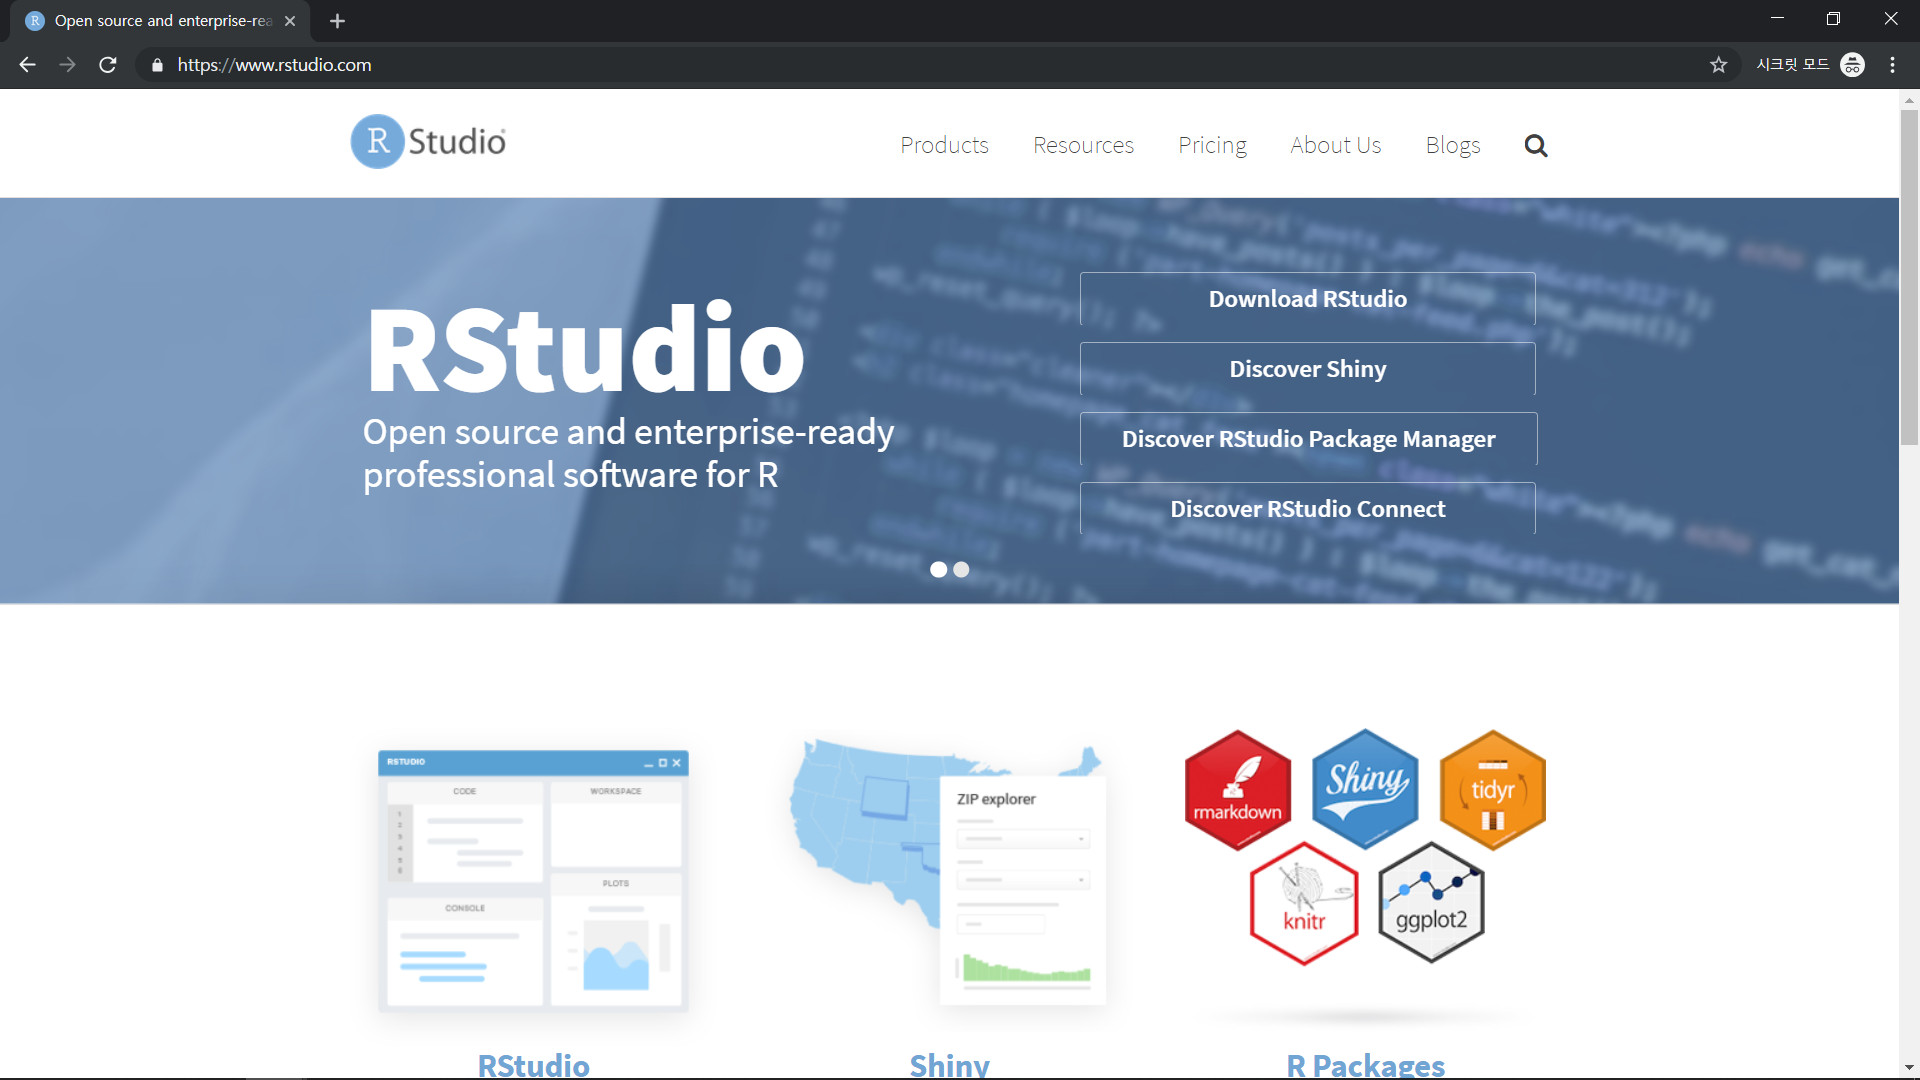 Open source and enterprise-rea
https://www.rstudio.com
시크릿 모드
R Studio
Products
Resources
Pricing
About Us
Blogs
RStudio
Open source and enterprise-ready
professional software for R
Download RStudio
Discover Shiny
Discover RStudio Package Manager
Discover RStudio Connect
RSTUDIO
CODE
WORKSPACE
PLOTS
CONSOLE
ZIP explorer
rmarkdown
Shiny
tidyr
knitr
ggplot2
RStudio
Shiny
R Packages